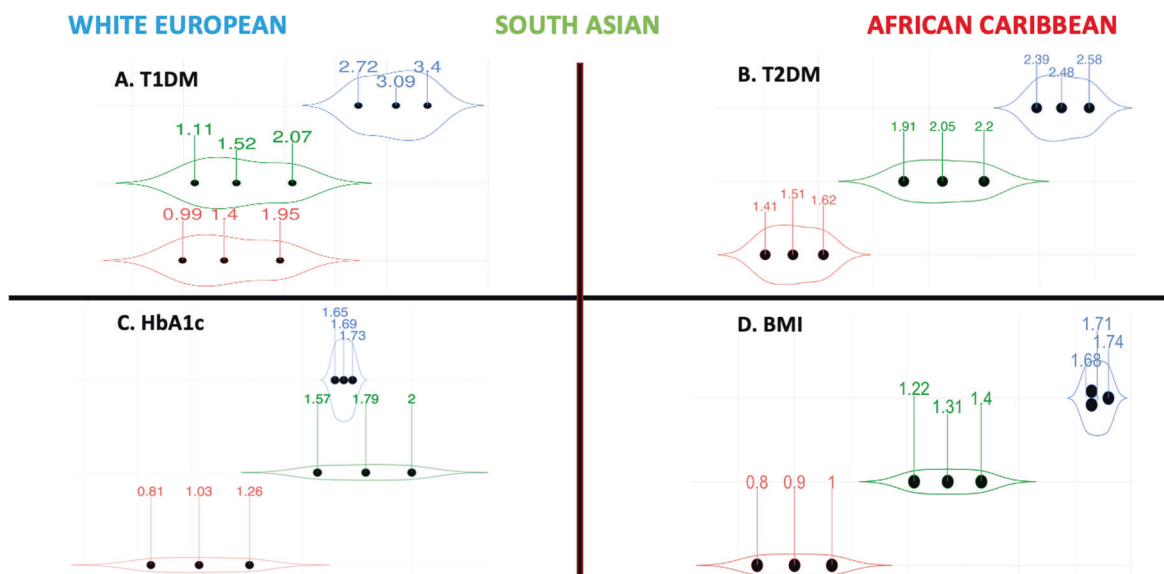 WHITE EUROPEAN SOUTH ASIAN AFRICAN CARIBBEAN
A. T1DM
2.72 3.09 3.4
1.11 1.52 2.07
0.99 1.4 1.95
B. T2DM
2.39 2.48 2.58
1.91 2.05 2.2
1.41 1.51 1.62
C. HbA1c
1.65
1.69
1.73
1.57 1.79 2
0.81 1.03 1.26
D. BMI
1.71
1.74
1.68
1.22 1.31 1.4
0.8 0.9 1